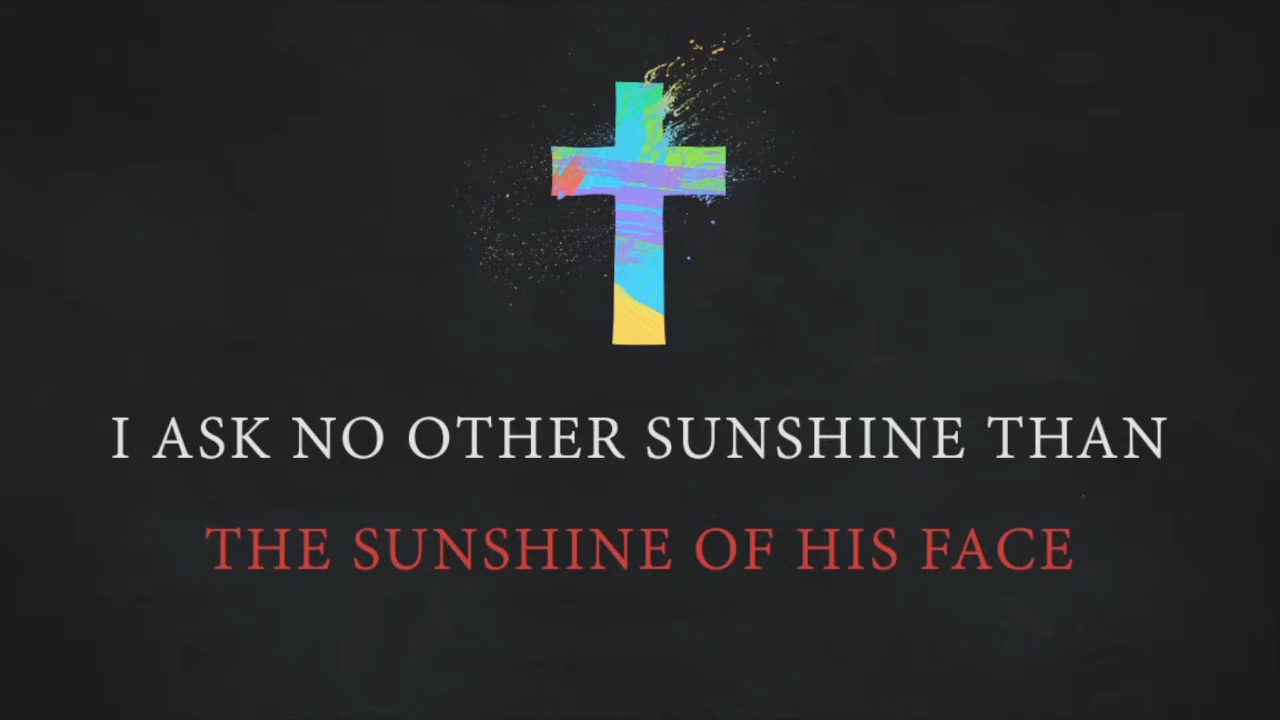 I ASK NO OTHER SUNSHINE THAN
THE SUNSHINE OF HIS FACE